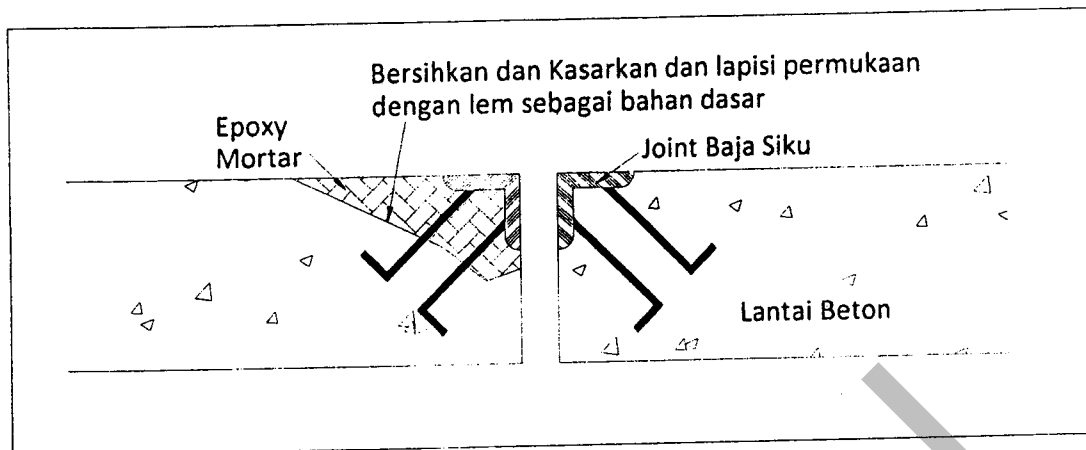 Bersihkan dan Kasarkan dan lapisi permukaan
dengan lem sebagai bahan dasar
Epoxy
Mortar
Joint Baja Siku
Lantai Beton